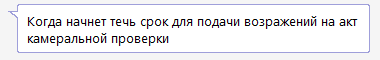 Когда начнет течь срок для подачи возражений на акт
камеральной проверки